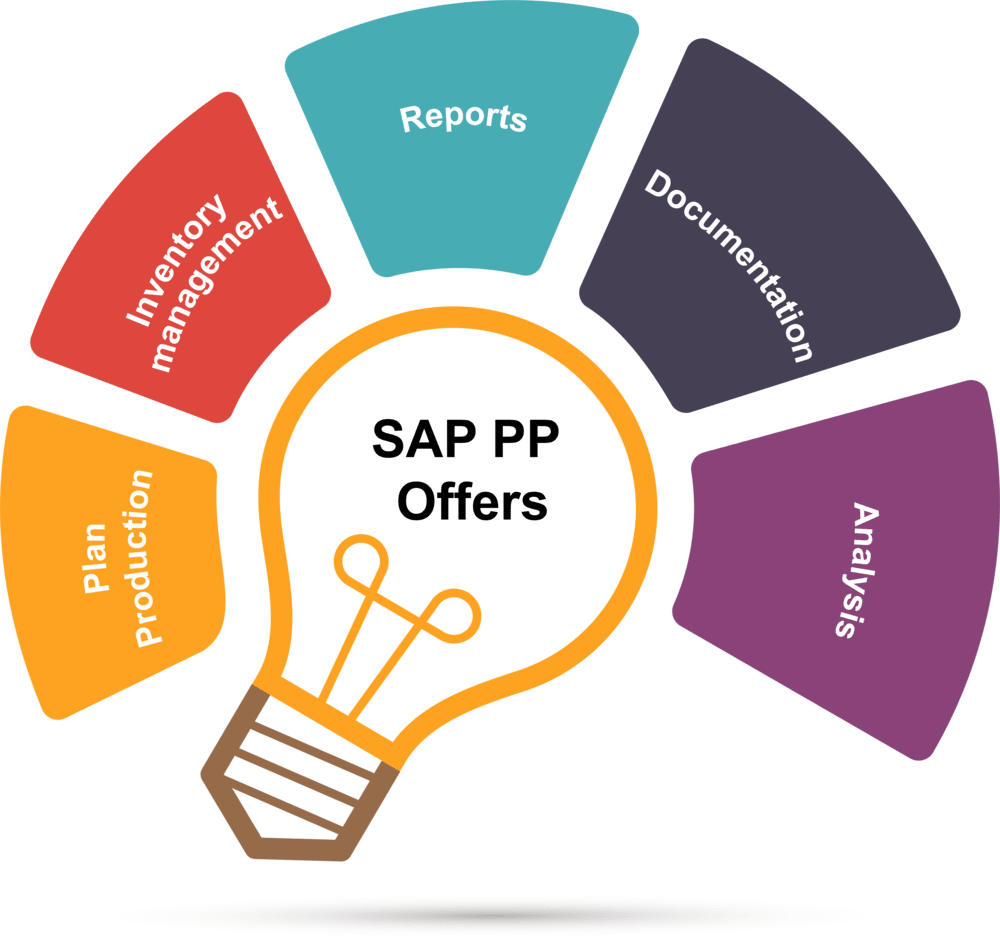 Reports
Documentation
Inventory
management
SAP PP
Offers
Plan
Production
Analysis